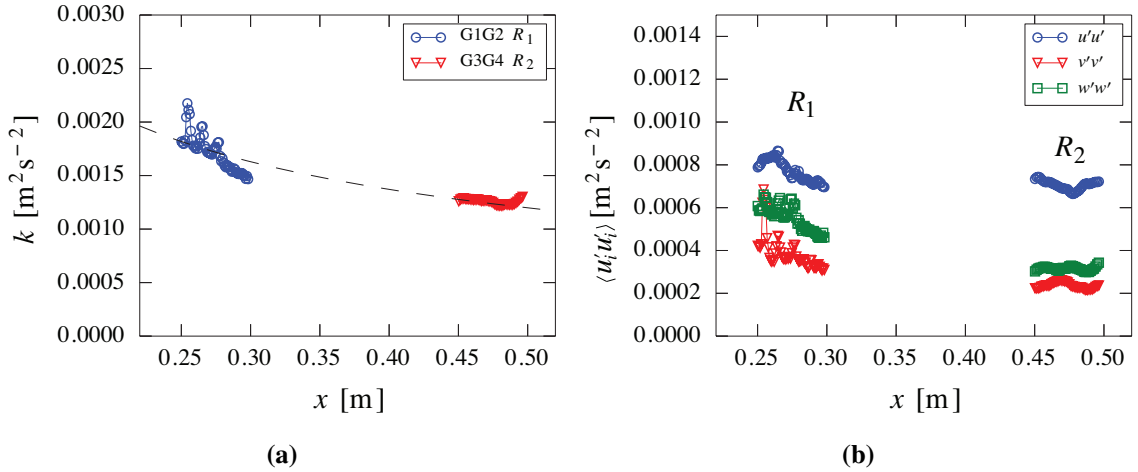 0.0030
0.0025
0.0020
0.0015
0.0010
0.0005
0.0000
k [m²s⁻²]
G1G2 R₁
G3G4 R₂
0.25 0.30 0.35 0.40 0.45 0.50
x [m]
(a)
0.0014
0.0012
0.0010
0.0008
0.0006
0.0004
0.0002
0.0000
⟨u′ᵢu′ᵢ⟩ [m²s⁻²]
u′u′
v′v′
w′w′
R₁
R₂
0.25 0.30 0.35 0.40 0.45 0.50
x [m]
(b)